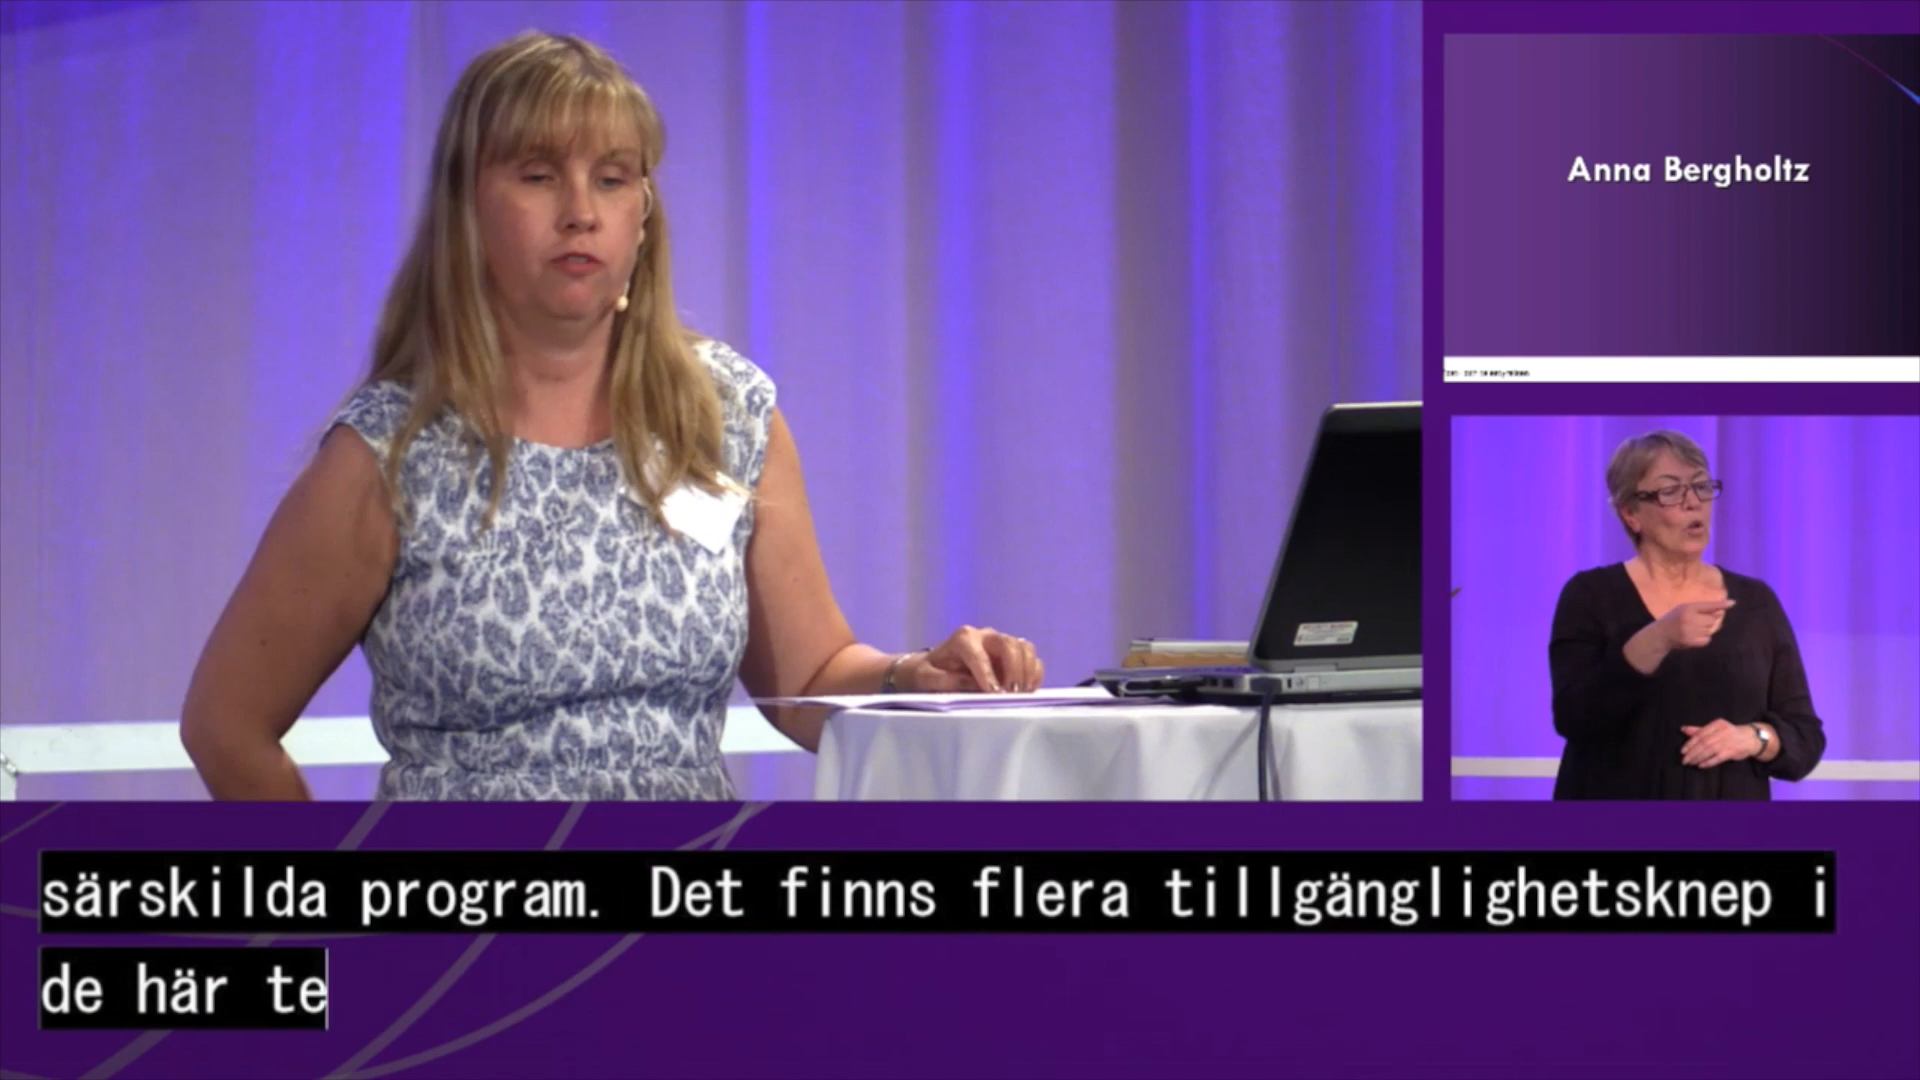 Anna Bergholtz
särskilda program. Det finns flera tillgänglighetsknep i
de här te